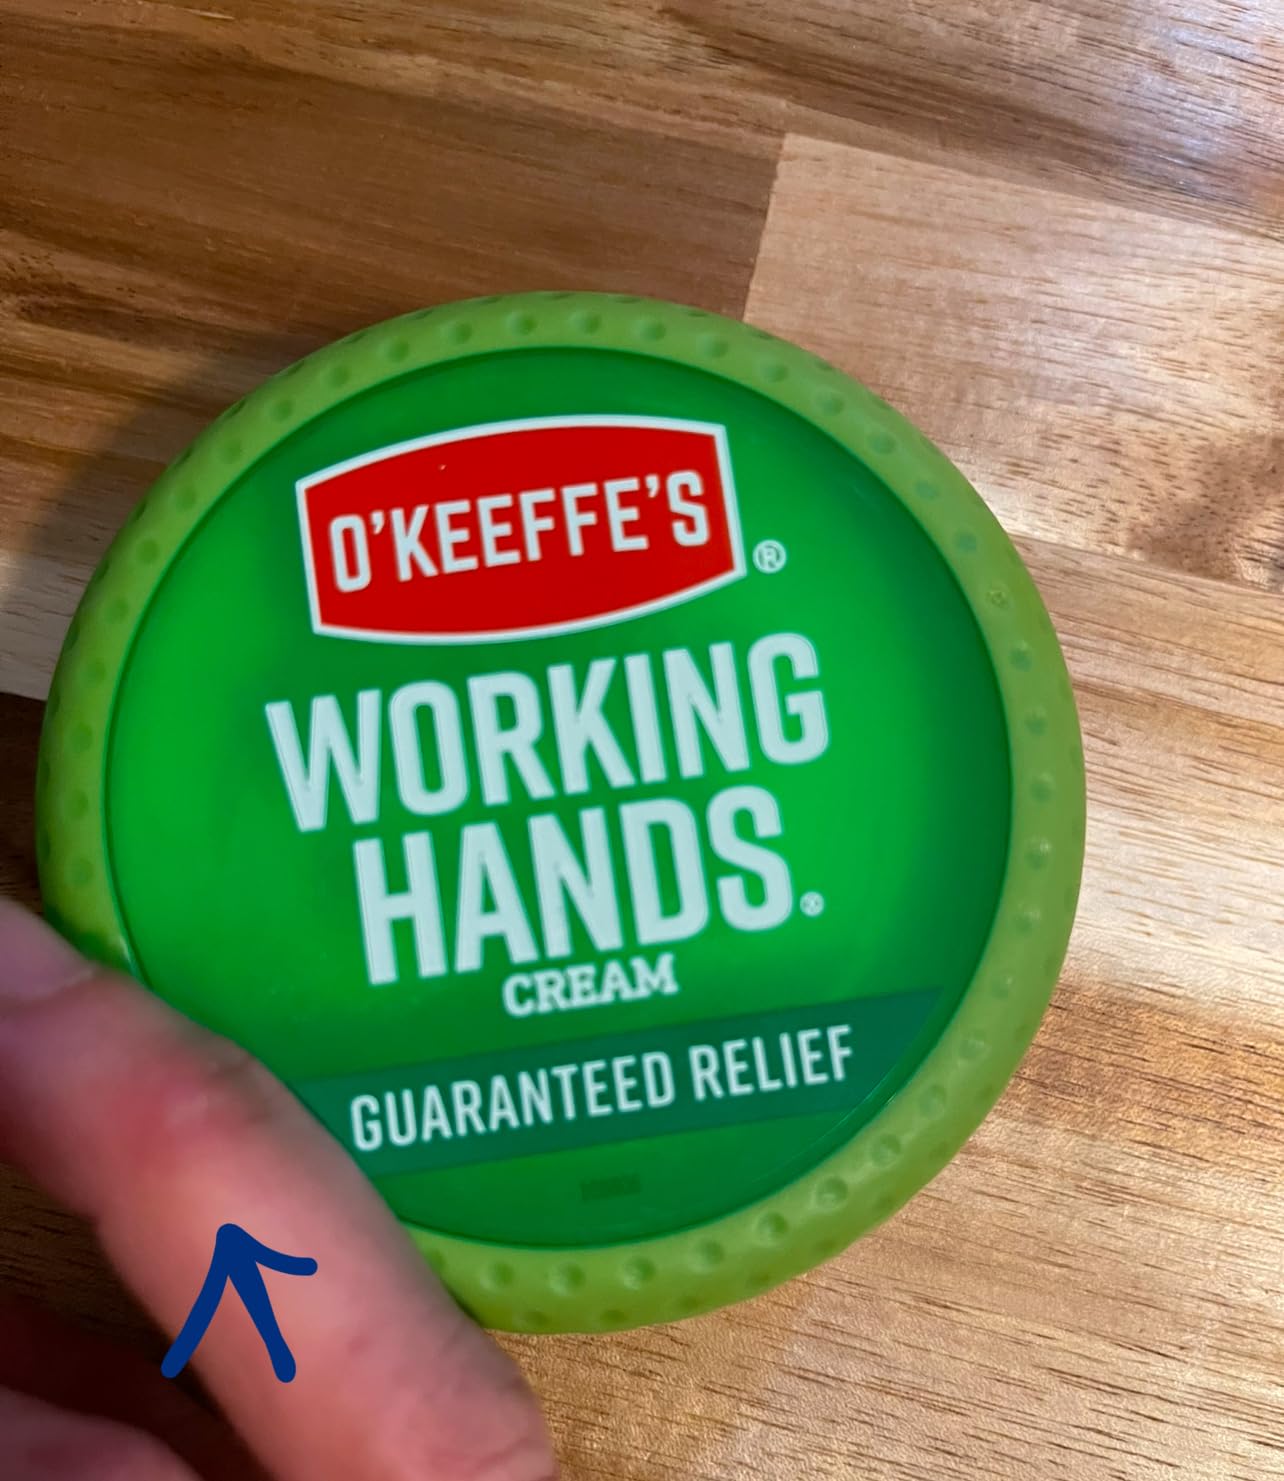 O'KEEFFE'S®
WORKING
HANDS®
CREAM
GUARANTEED RELIEF